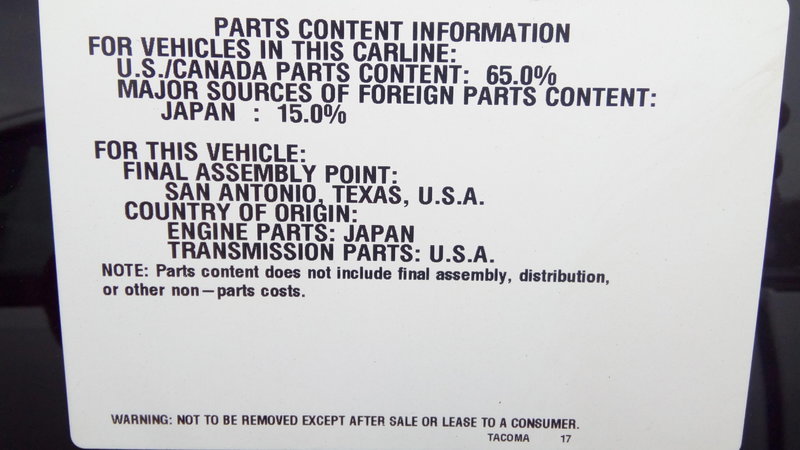 PARTS CONTENT INFORMATION
FOR VEHICLES IN THIS CARLINE:
U.S./CANADA PARTS CONTENT: 65.0%
MAJOR SOURCES OF FOREIGN PARTS CONTENT:
JAPAN : 15.0%
FOR THIS VEHICLE:
FINAL ASSEMBLY POINT:
SAN ANTONIO, TEXAS, U.S.A.
COUNTRY OF ORIGIN:
ENGINE PARTS: JAPAN
TRANSMISSION PARTS: U.S.A.
NOTE: Parts content does not include final assembly, distribution,
or other non—parts costs.
WARNING: NOT TO BE REMOVED EXCEPT AFTER SALE OR LEASE TO A CONSUMER.
TACOMA 17